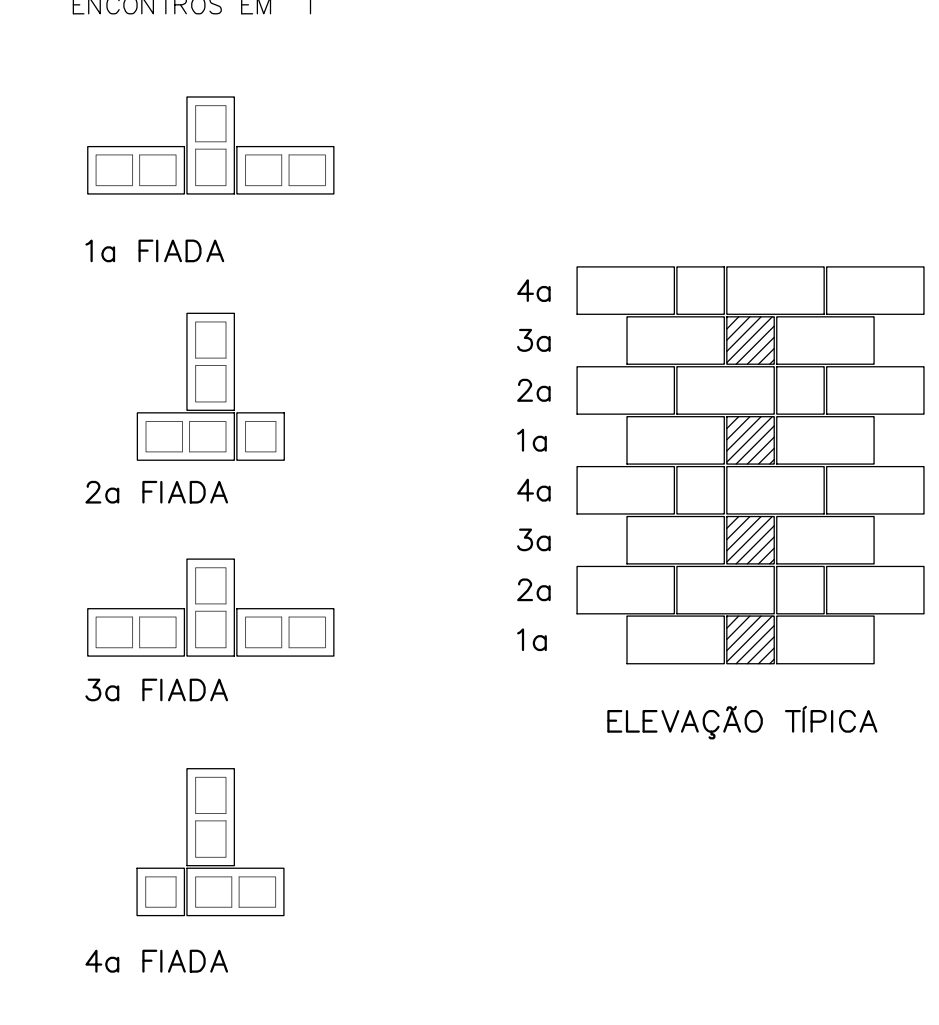 ENCONTROS EM T
1a FIADA
2a FIADA
3a FIADA
4a FIADA
4a
3a
2a
1a
4a
3a
2a
1a
ELEVAÇÃO TÍPICA